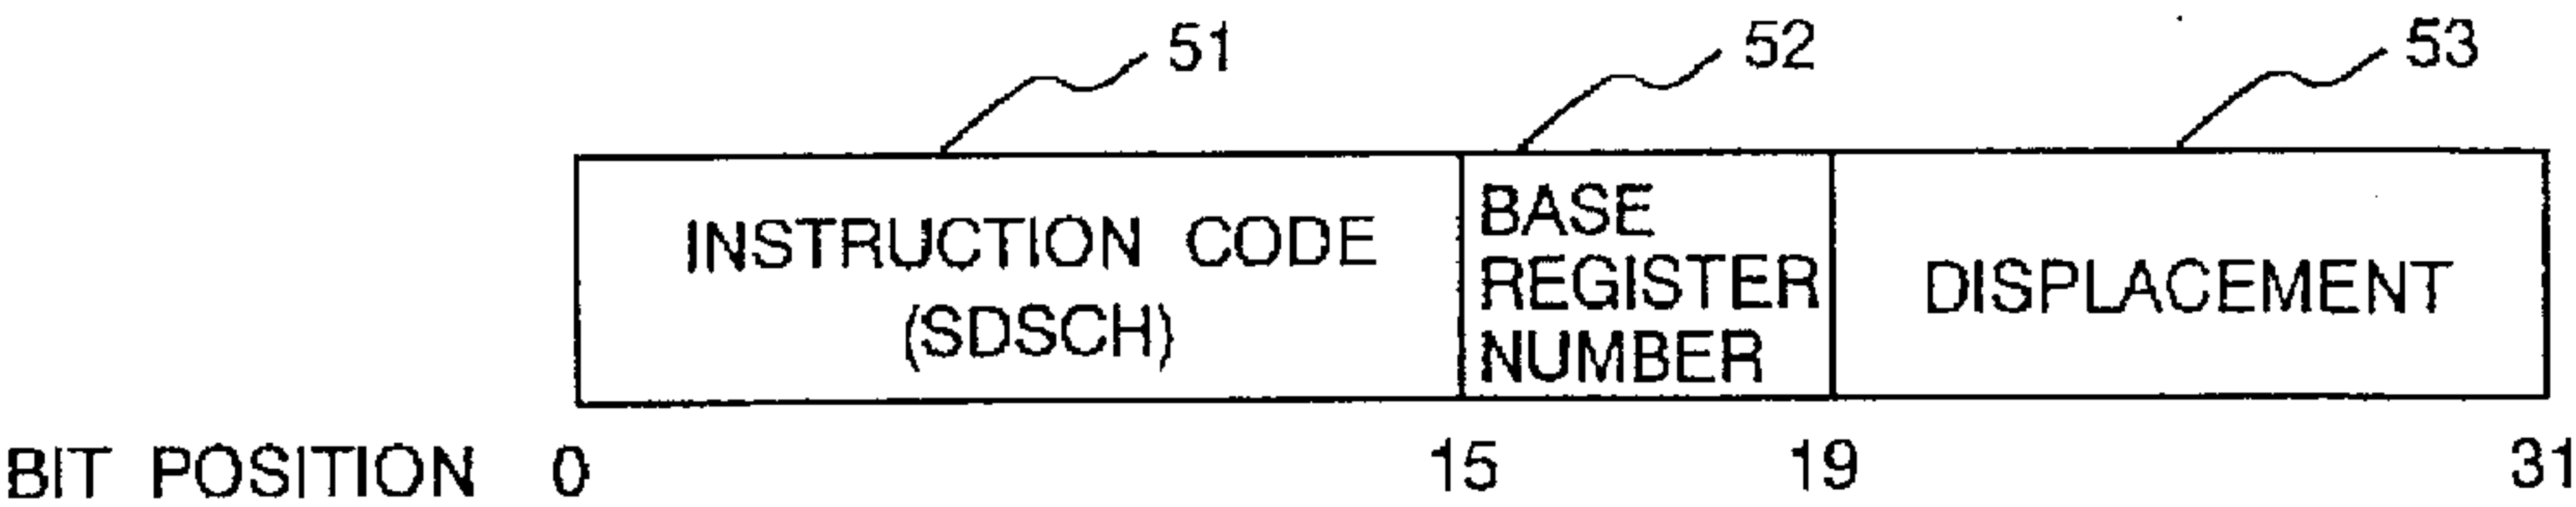 51 52 53
INSTRUCTION CODE
(SDSCH)
BASE
REGISTER
NUMBER
DISPLACEMENT
BIT POSITION 0 15 19 31